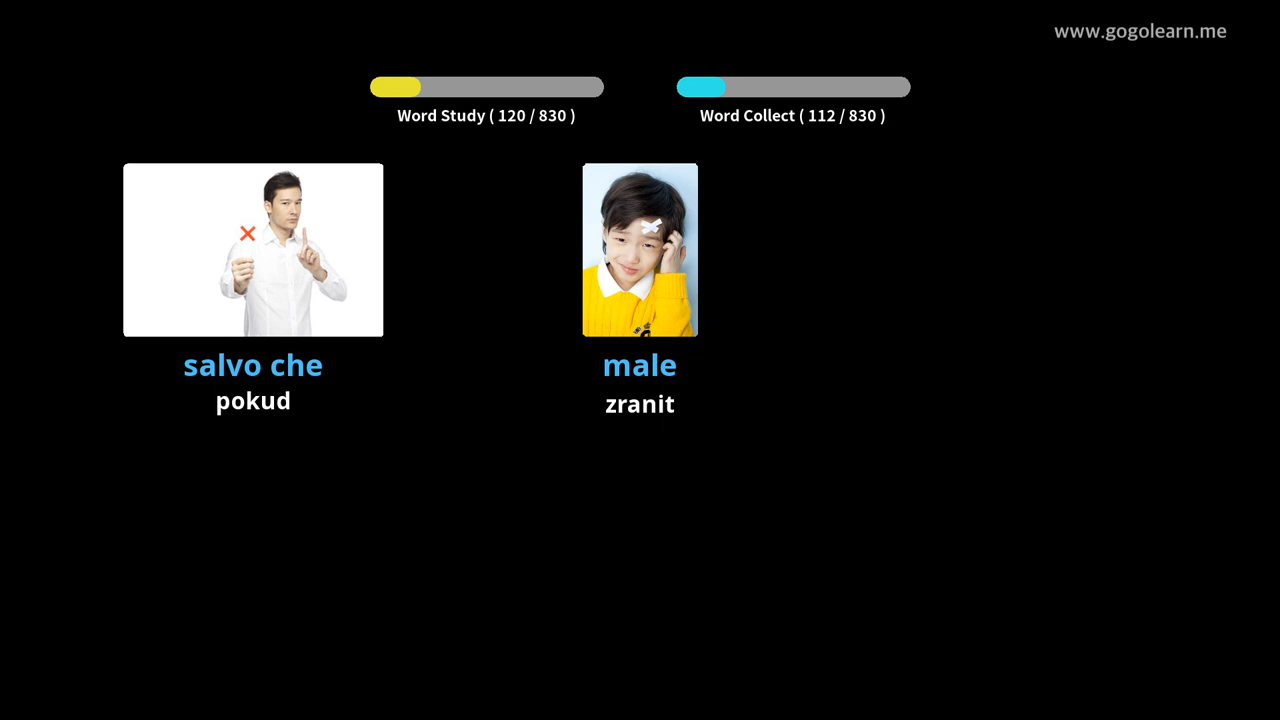 www.gogolearn.me
Word Study ( 120 / 830 )
Word Collect ( 112 / 830 )
salvo che
pokud
male
zranit